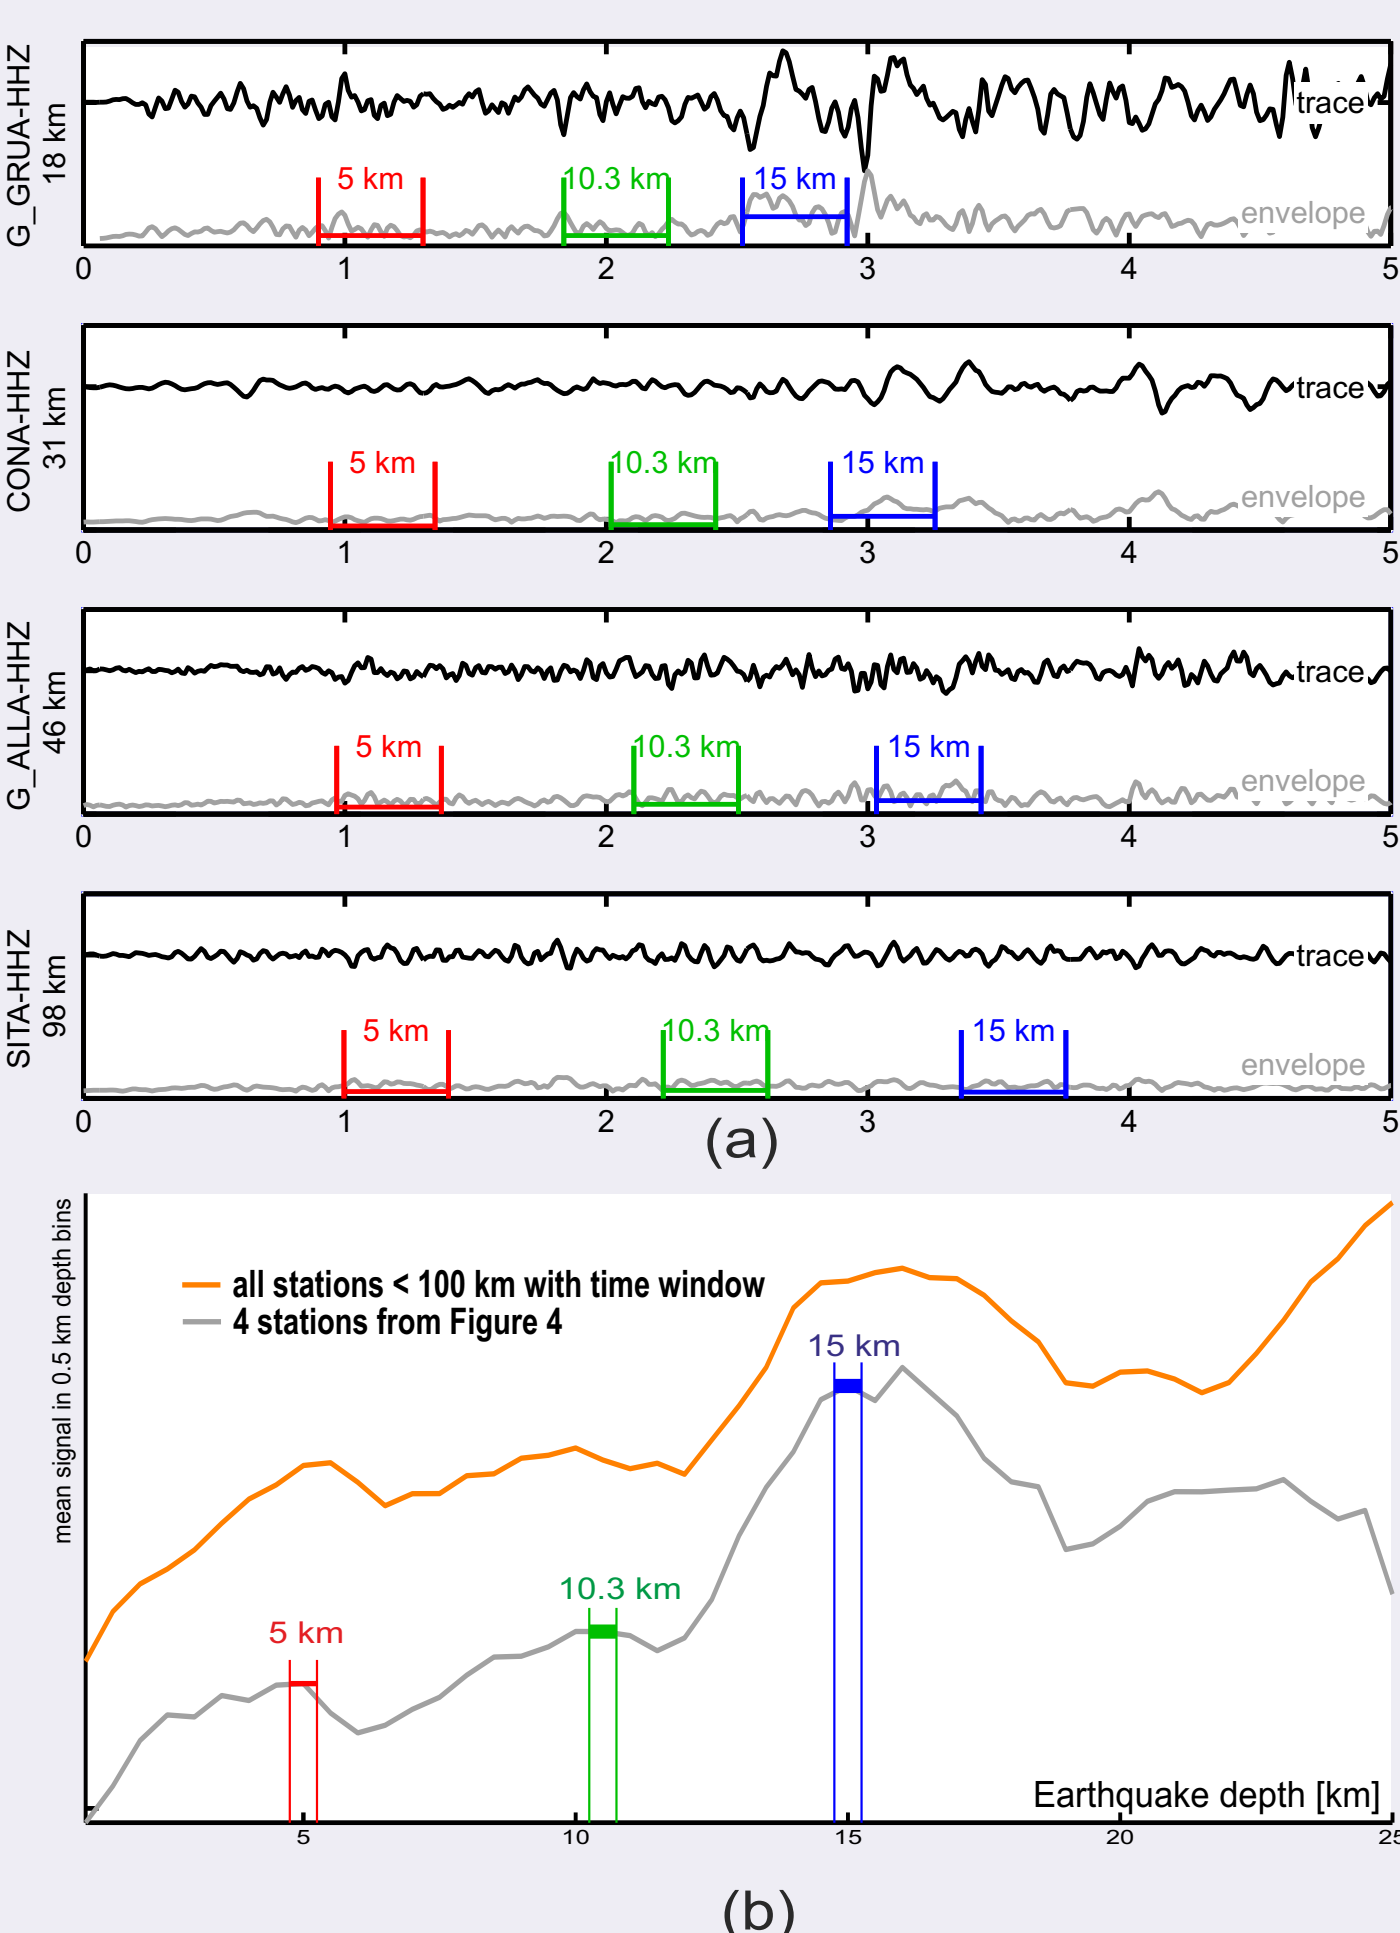 G_GRUA-HHZ
18 km
5 km
10.3 km
15 km
trace
envelope
0 1 2 3 4 5
CONA-HHZ
31 km
5 km
10.3 km
15 km
trace
envelope
0 1 2 3 4 5
G_ALLA-HHZ
46 km
5 km
10.3 km
15 km
trace
envelope
0 1 2 3 4 5
SITA-HHZ
98 km
5 km
10.3 km
15 km
trace
envelope
0 1 2 3 4 5
(a)
mean signal in 0.5 km depth bins
all stations < 100 km with time window
4 stations from Figure 4
15 km
10.3 km
5 km
Earthquake depth [km]
5 10 15 20 25
(b)